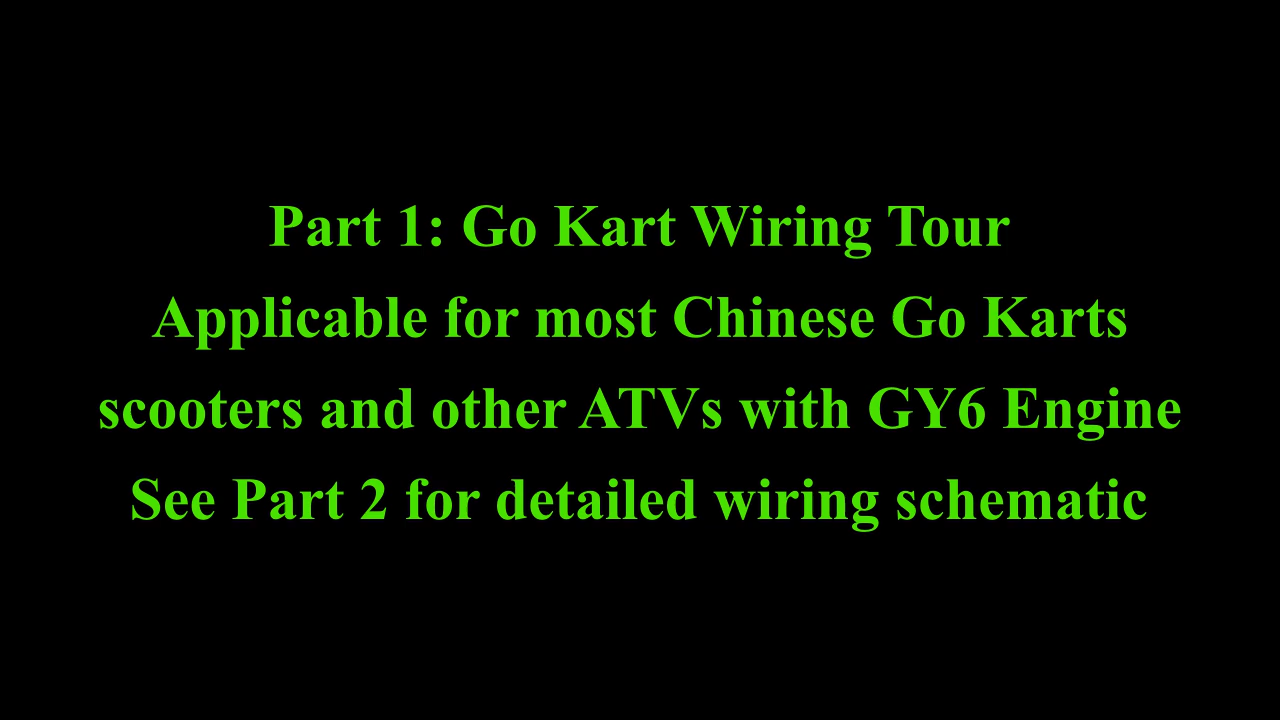 Part 1: Go Kart Wiring Tour
Applicable for most Chinese Go Karts
scooters and other ATVs with GY6 Engine
See Part 2 for detailed wiring schematic